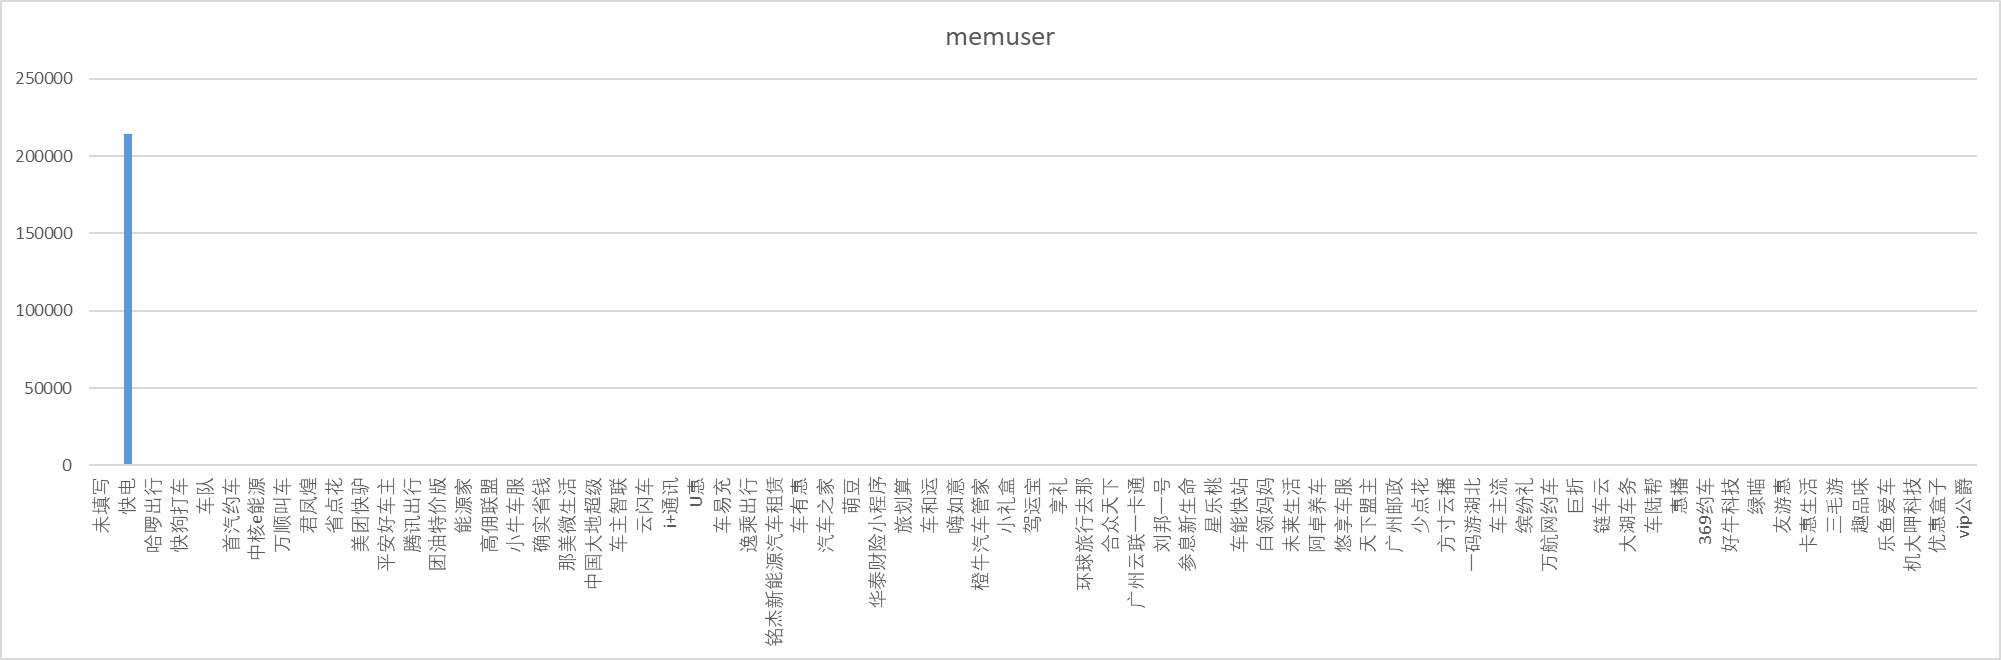 memuser
250000
200000
150000
100000
50000
0
未填写
快电
哈啰出行
快狗打车
车队
首汽约车
中核e能源
万顺叫车
君凤煌
省点花
美团快驴
平安好车主
腾讯出行
团油特价版
能源家
高佣联盟
小牛车服
确实省钱
那美微生活
中国大地超级
车主智联
云闪车
i+通讯
U惠
车易充
逸乘出行
铭杰新能源汽车租赁
车有惠
汽车之家
萌豆
华泰财险小程序
旅划算
车和运
嗨如意
橙牛汽车管家
小礼盒
驾运宝
享礼
环球旅行去那
合众天下
广州云联一卡通
刘邦一号
参息新生命
星乐桃
车能快站
白领妈妈
未莱生活
阿卓养车
悠享车服
天下盟主
广州邮政
少点花
方寸云播
一码游湖北
车主流
缤纷礼
万航网约车
巨折
链车云
大湖车务
车陆帮
惠播
369约车
好牛科技
绿喵
友游惠
卡惠生活
三毛游
趣品味
乐鱼爱车
机大呷科技
优惠盒子
vip公爵